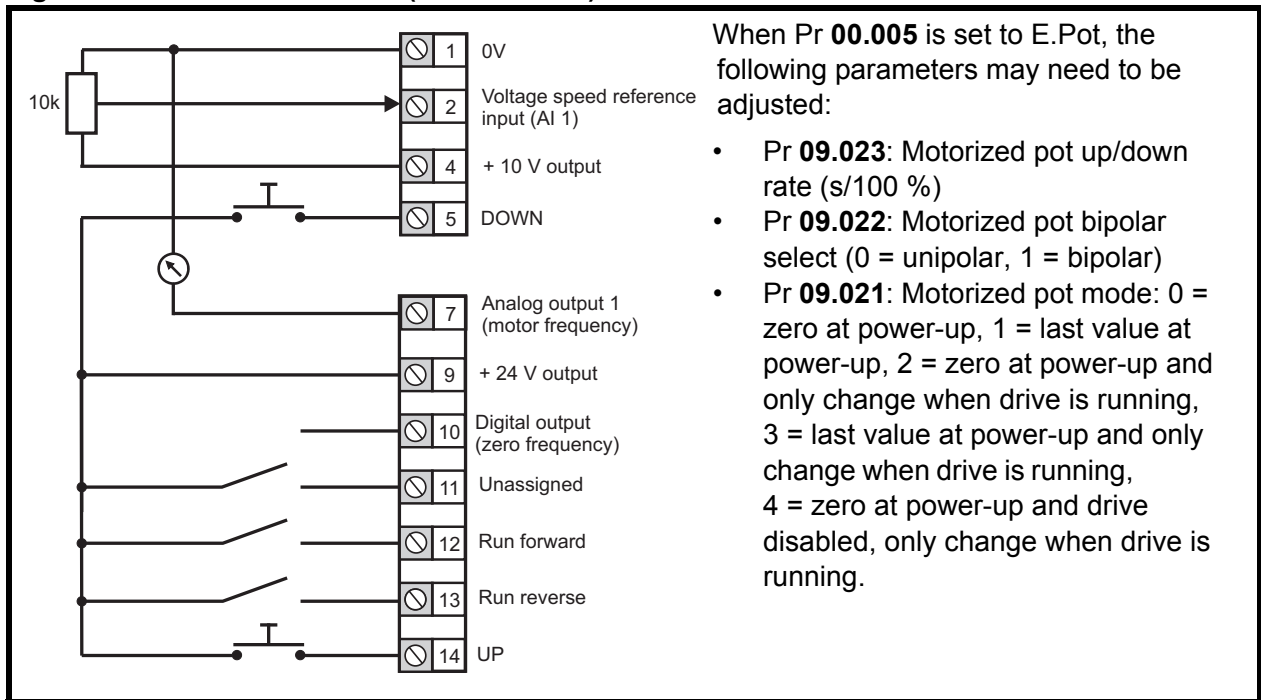 10k
1 0V
2 Voltage speed reference
input (AI 1)
4 + 10 V output
5 DOWN
7 Analog output 1
(motor frequency)
9 + 24 V output
10 Digital output
(zero frequency)
11 Unassigned
12 Run forward
13 Run reverse
14 UP
When Pr 00.005 is set to E.Pot, the
following parameters may need to be
adjusted:
• Pr 09.023: Motorized pot up/down
rate (s/100 %)
• Pr 09.022: Motorized pot bipolar
select (0 = unipolar, 1 = bipolar)
• Pr 09.021: Motorized pot mode: 0 =
zero at power-up, 1 = last value at
power-up, 2 = zero at power-up and
only change when drive is running,
3 = last value at power-up and only
change when drive is running,
4 = zero at power-up and drive
disabled, only change when drive is
running.